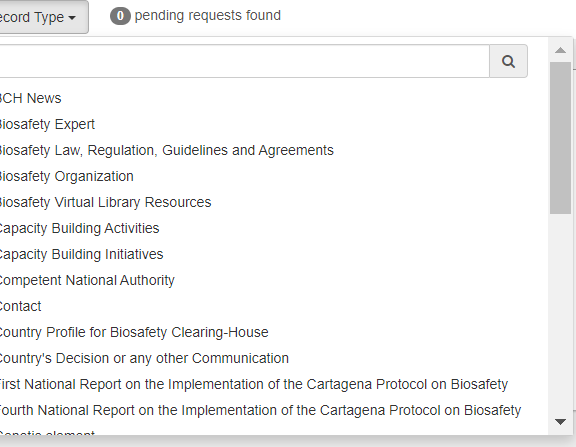 Record Type
0 pending requests found
BCH News
Biosafety Expert
Biosafety Law, Regulation, Guidelines and Agreements
Biosafety Organization
Biosafety Virtual Library Resources
Capacity Building Activities
Capacity Building Initiatives
Competent National Authority
Contact
Country Profile for Biosafety Clearing-House
Country's Decision or any other Communication
First National Report on the Implementation of the Cartagena Protocol on Biosafety
Fourth National Report on the Implementation of the Cartagena Protocol on Biosafety
Genetic element